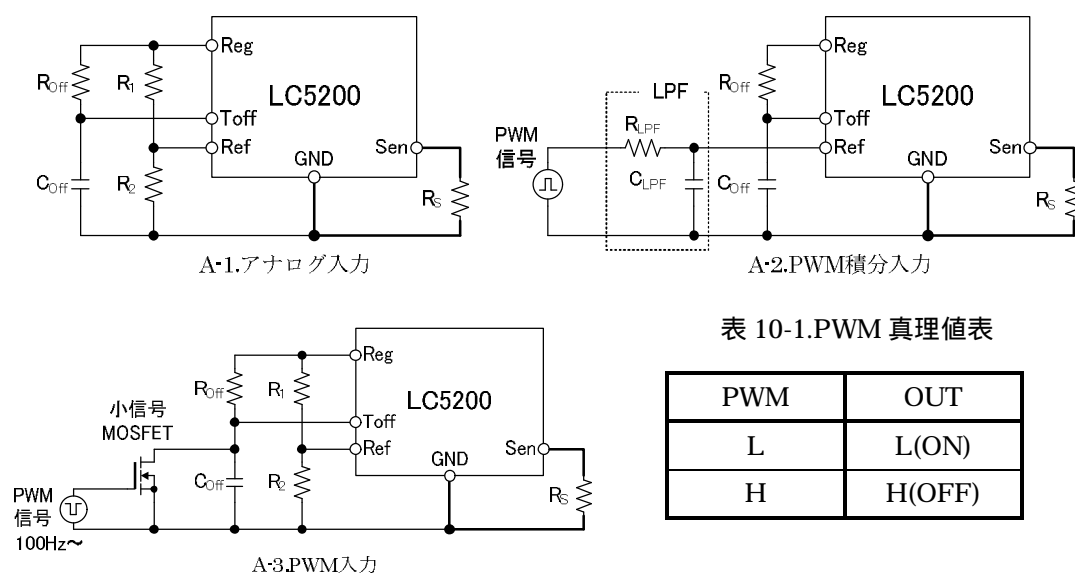 Reg
ROff
R1
LC5200
Toff
Ref
Sen
GND
COff
R2
RS
A-1.アナログ入力
Reg
ROff
LPF
LC5200
RLPF
Toff
PWM
信号
Ref
Sen
GND
CLPF
COff
RS
A-2.PWM積分入力
Reg
ROff
R1
LC5200
小信号
MOSFET
Toff
Ref
Sen
GND
COff
R2
PWM
信号
100Hz～
RS
A-3.PWM入力
表 10-1.PWM 真理値表
PWM OUT
L L(ON)
H H(OFF)